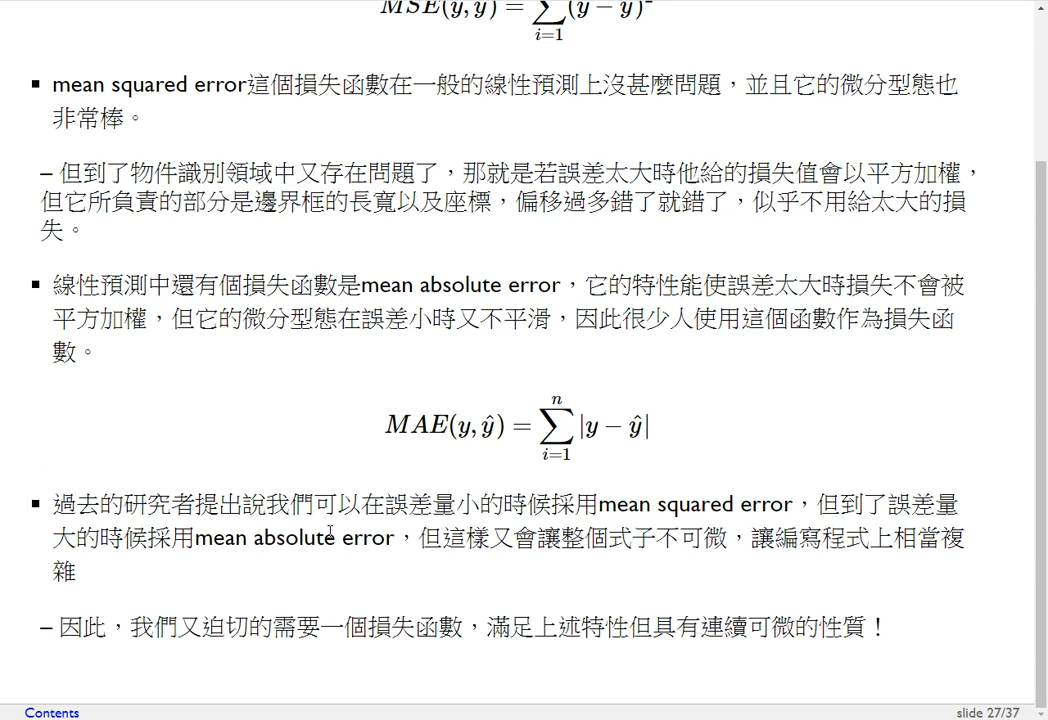 MSE(y, ŷ) = ∑(y − ŷ)²
i=1
mean squared error這個損失函數在一般的線性預測上沒甚麼問題，並且它的微分型態也
非常棒。
– 但到了物件識別領域中又存在問題了，那就是若誤差太大時他給的損失值會以平方加權，
但它所負責的部分是邊界框的長寬以及座標，偏移過多錯了就錯了，似乎不用給太大的損
失。
線性預測中還有個損失函數是mean absolute error，它的特性能使誤差太大時損失不會被
平方加權，但它的微分型態在誤差小時又不平滑，因此很少人使用這個函數作為損失函
數。
n
MAE(y, ŷ) = ∑|y − ŷ|
i=1
過去的研究者提出說我們可以在誤差量小的時候採用mean squared error，但到了誤差量
大的時候採用mean absolute error，但這樣又會讓整個式子不可微，讓編寫程式上相當複
雜
– 因此，我們又迫切的需要一個損失函數，滿足上述特性但具有連續可微的性質！
Contents
slide 27/37